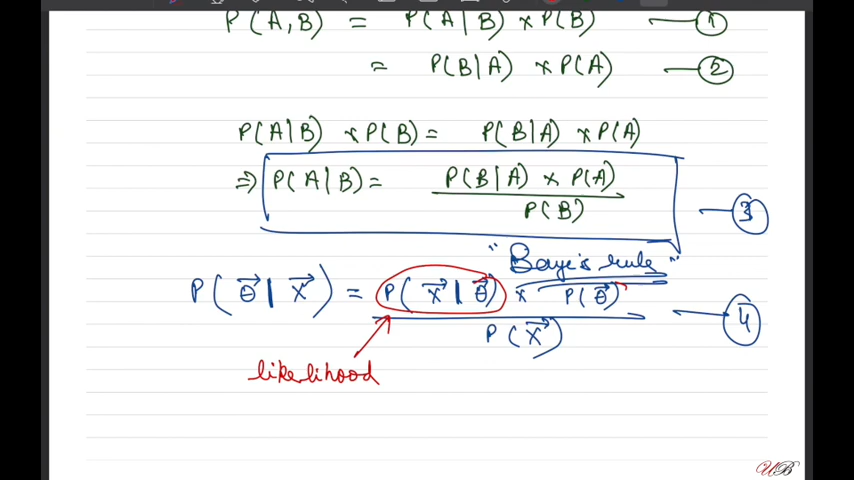 P(A,B) = P(A|B) × P(B) — 1
= P(B|A) × P(A) — 2
P(A|B) × P(B) = P(B|A) × P(A)
⇒ P(A|B) = P(B|A) × P(A) / P(B) — 3
"Baye's rule"
P(θ⃗ | X⃗) = P(X⃗ | θ⃗) × P(θ⃗) / P(X⃗) — 4
likelihood
UB